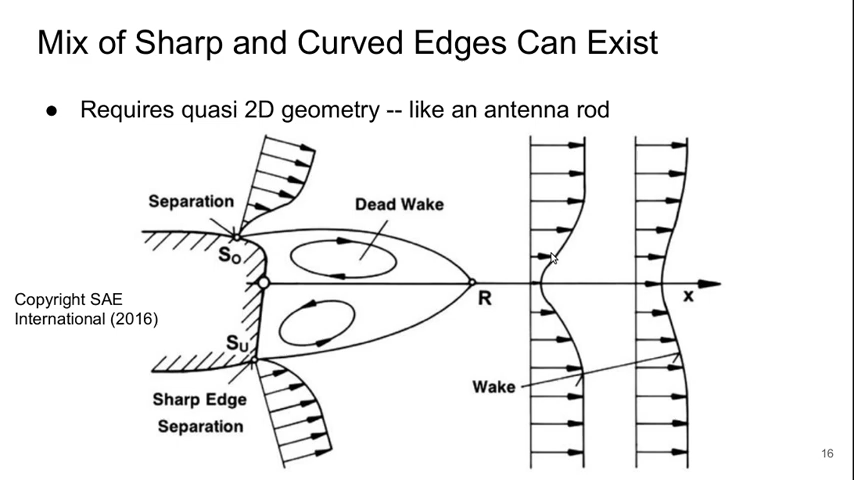 Mix of Sharp and Curved Edges Can Exist
● Requires quasi 2D geometry -- like an antenna rod
Separation
Dead Wake
So
R
x
Copyright SAE
International (2016)
Su
Wake
Sharp Edge
Separation
16